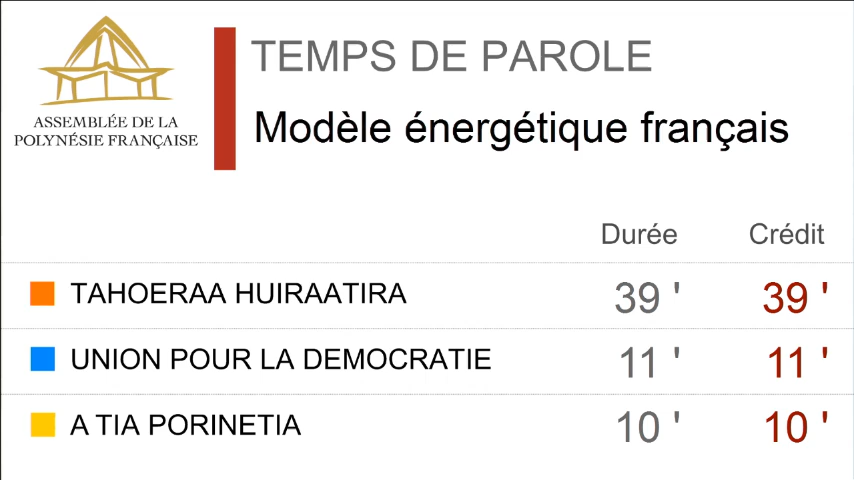 ASSEMBLÉE DE LA
POLYNÉSIE FRANÇAISE
TEMPS DE PAROLE
Modèle énergétique français
Durée Crédit
TAHOERAA HUIRAATIRA 39 ' 39 '
UNION POUR LA DEMOCRATIE 11 ' 11 '
A TIA PORINETIA 10 ' 10 '